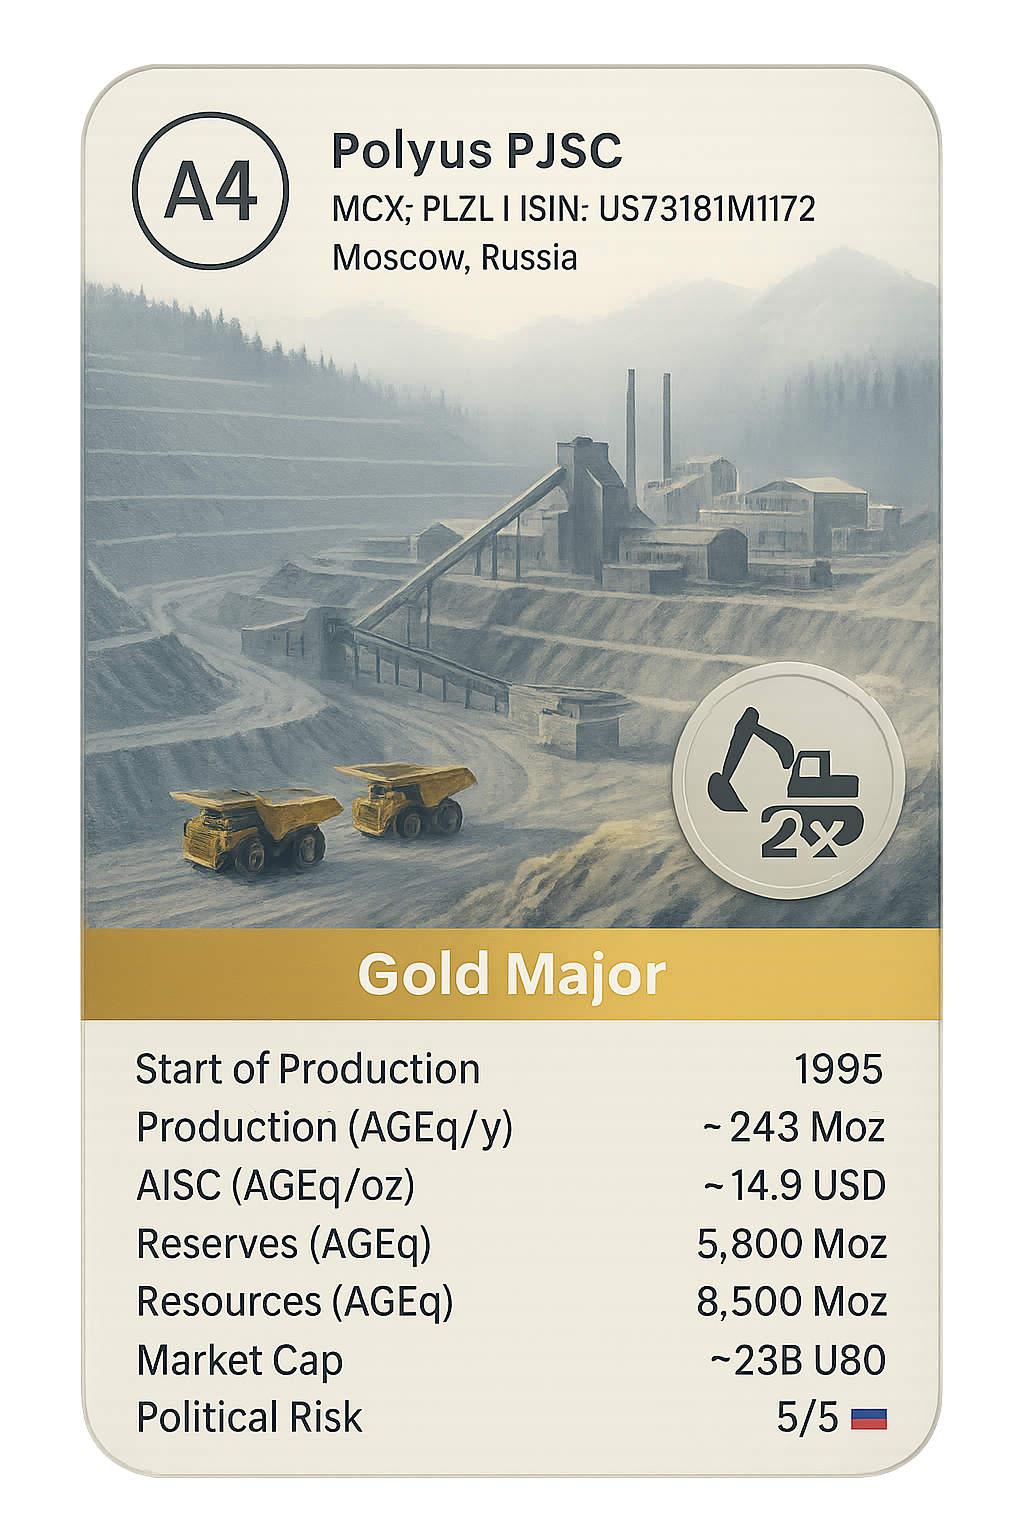 A4
Polyus PJSC
MCX; PLZL I ISIN: US73181M1172
Moscow, Russia
2x
Gold Major
Start of Production 1995
Production (AGEq/y) ~243 Moz
AISC (AGEq/oz) ~14.9 USD
Reserves (AGEq) 5,800 Moz
Resources (AGEq) 8,500 Moz
Market Cap ~23B U80
Political Risk 5/5